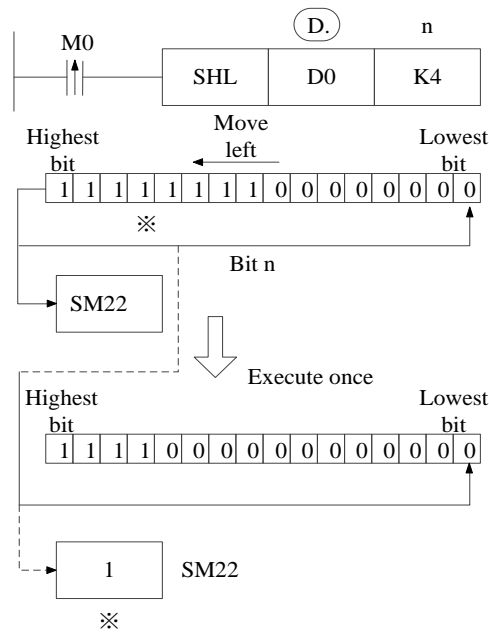 D. n
M0
SHL D0 K4
Move
left
Highest
bit
Lowest
bit
1 1 1 1 1 1 1 1 0 0 0 0 0 0 0 0
※
Bit n
SM22
Execute once
Highest
bit
Lowest
bit
1 1 1 1 0 0 0 0 0 0 0 0 0 0 0 0
1 SM22
※